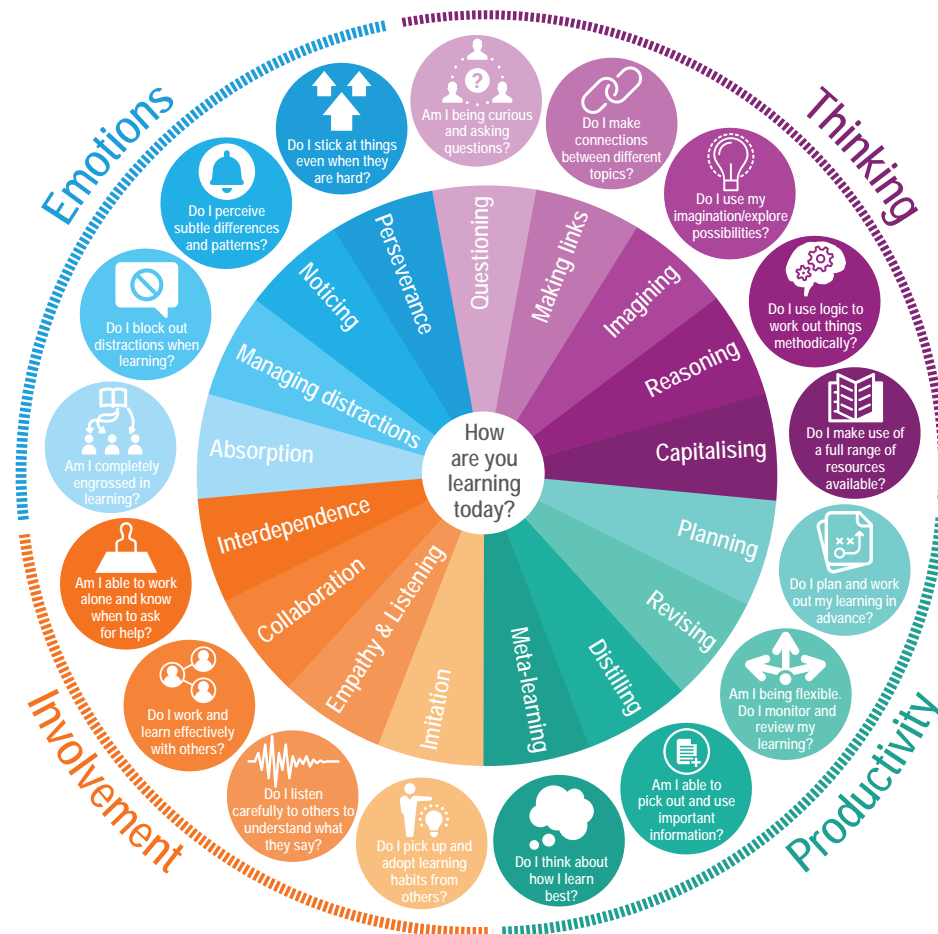 How
are you
learning
today?
Thinking
Questioning
Am I being curious
and asking
questions?
Making links
Do I make
connections
between different
topics?
Imagining
Do I use my
imagination/explore
possibilities?
Reasoning
Do I use logic to
work out things
methodically?
Capitalising
Do I make use of
a full range of
resources
available?
Productivity
Planning
Do I plan and work
out my learning in
advance?
Revising
Am I being flexible.
Do I monitor and
review my
learning?
Distilling
Am I able to
pick out and use
important
information?
Meta-learning
Do I think about
how I learn
best?
Involvement
Imitation
Do I pick up and
adopt learning
habits from
others?
Empathy & Listening
Do I listen
carefully to others to
understand what
they say?
Collaboration
Do I work and
learn effectively
with others?
Interdependence
Am I able to work
alone and know
when to ask
for help?
Emotions
Absorption
Am I completely
engrossed in
learning?
Managing distractions
Do I block out
distractions when
learning?
Noticing
Do I perceive
subtle differences
and patterns?
Perseverance
Do I stick at things
even when they
are hard?